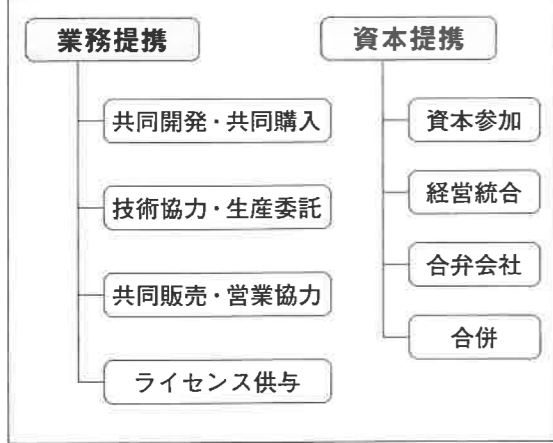 業務提携
共同開発・共同購入
技術協力・生産委託
共同販売・営業協力
ライセンス供与
資本提携
資本参加
経営統合
合弁会社
合併